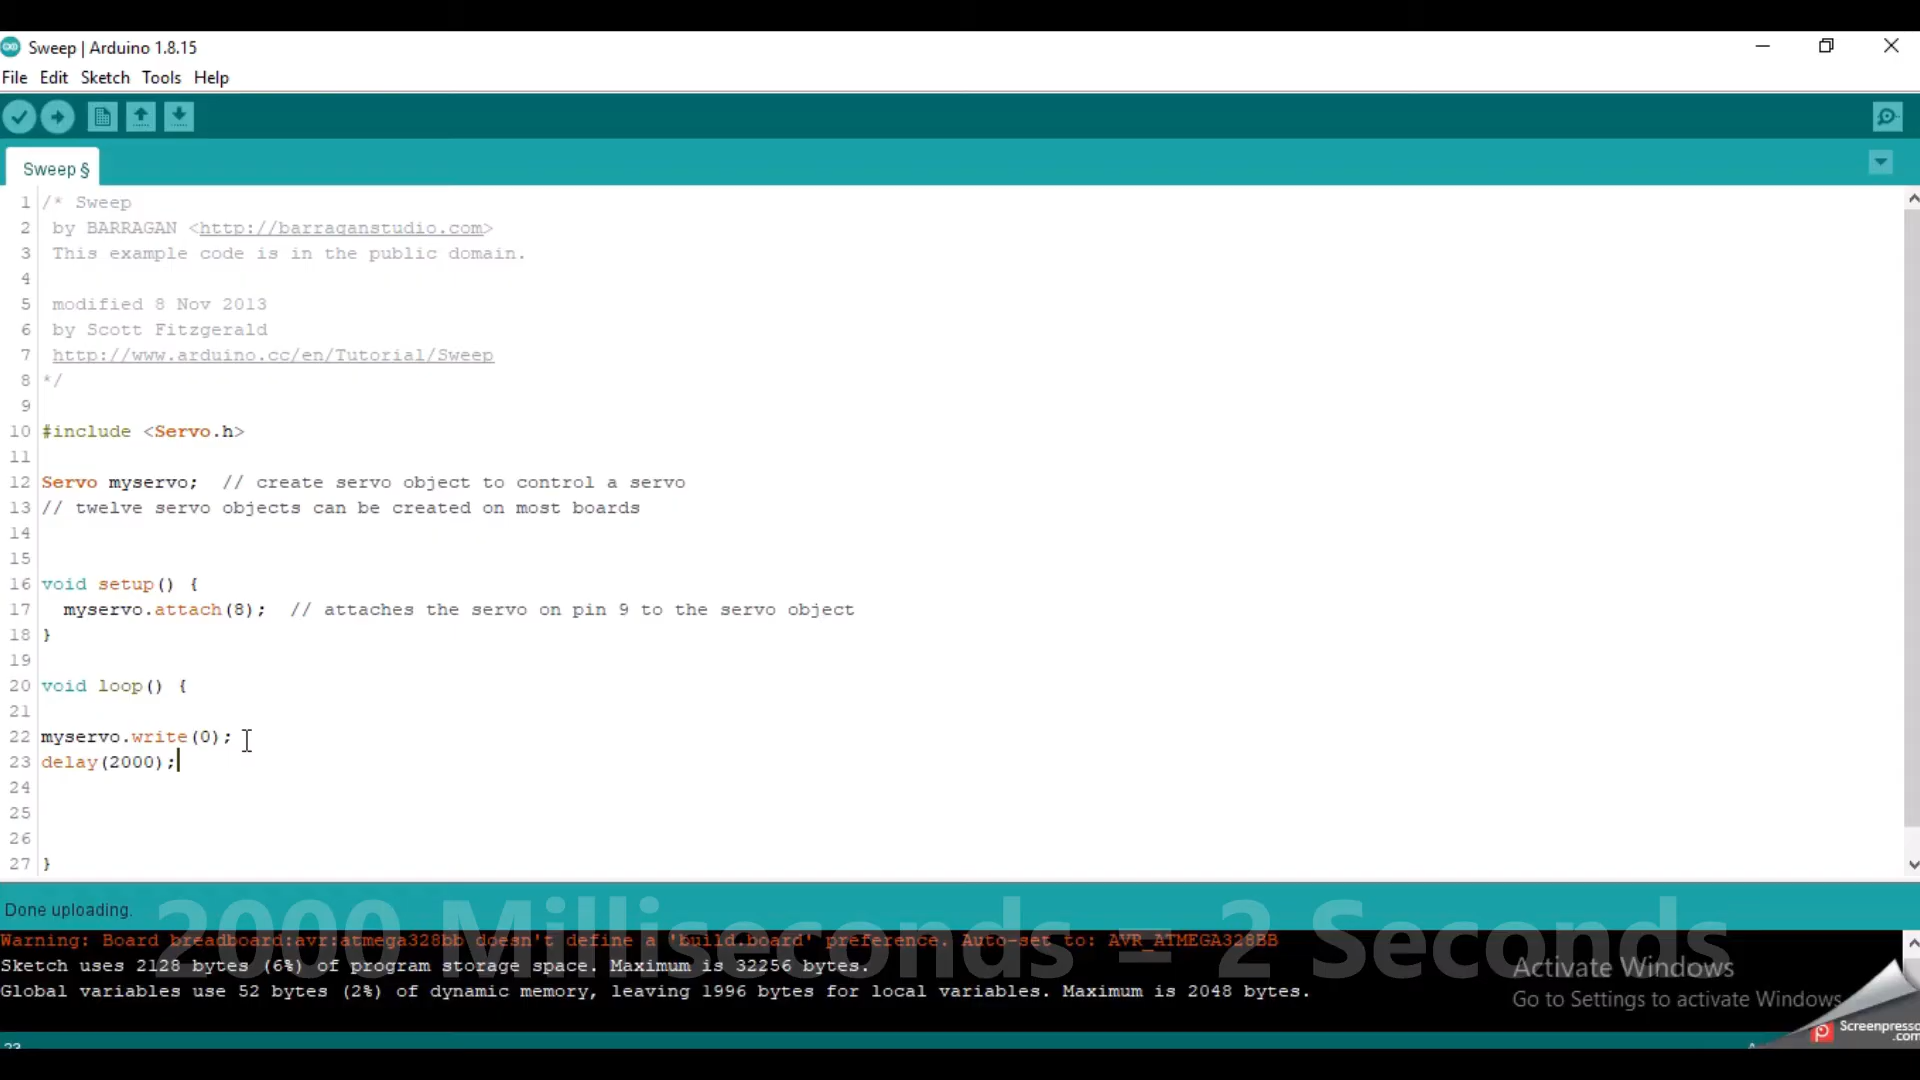 Sweep | Arduino 1.8.15
File Edit Sketch Tools Help
Sweep §
1 /* Sweep
2 by BARRAGAN <http://barraganstudio.com>
3 This example code is in the public domain.
4
5 modified 8 Nov 2013
6 by Scott Fitzgerald
7 http://www.arduino.cc/en/Tutorial/Sweep
8 */
9
10 #include <Servo.h>
11
12 Servo myservo;  // create servo object to control a servo
13 // twelve servo objects can be created on most boards
14
15
16 void setup() {
17   myservo.attach(8);  // attaches the servo on pin 9 to the servo object
18 }
19
20 void loop() {
21
22 myservo.write(0);
23 delay(2000);
24
25
26
27 }
Done uploading.
2000 Milliseconds = 2 Seconds
Warning: Board breadboard:avr:atmega328bb doesn't define a 'build.board' preference. Auto-set to: AVR_ATMEGA328BB
Sketch uses 2128 bytes (6%) of program storage space. Maximum is 32256 bytes.
Global variables use 52 bytes (2%) of dynamic memory, leaving 1996 bytes for local variables. Maximum is 2048 bytes.
Activate Windows
Go to Settings to activate Windows.
Screenpresso
.com